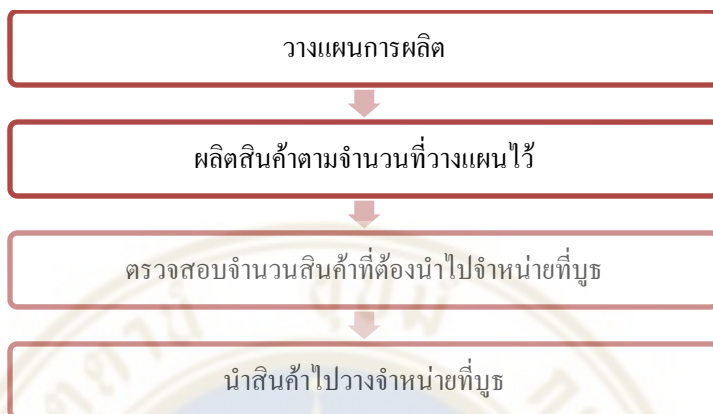 วางแผนการผลิต
ผลิตสินค้าตามจำนวนที่วางแผนไว้
ตรวจสอบจำนวนสินค้าที่ต้องนำไปจำหน่ายที่บูธ
นำสินค้าไปวางจำหน่ายที่บูธ